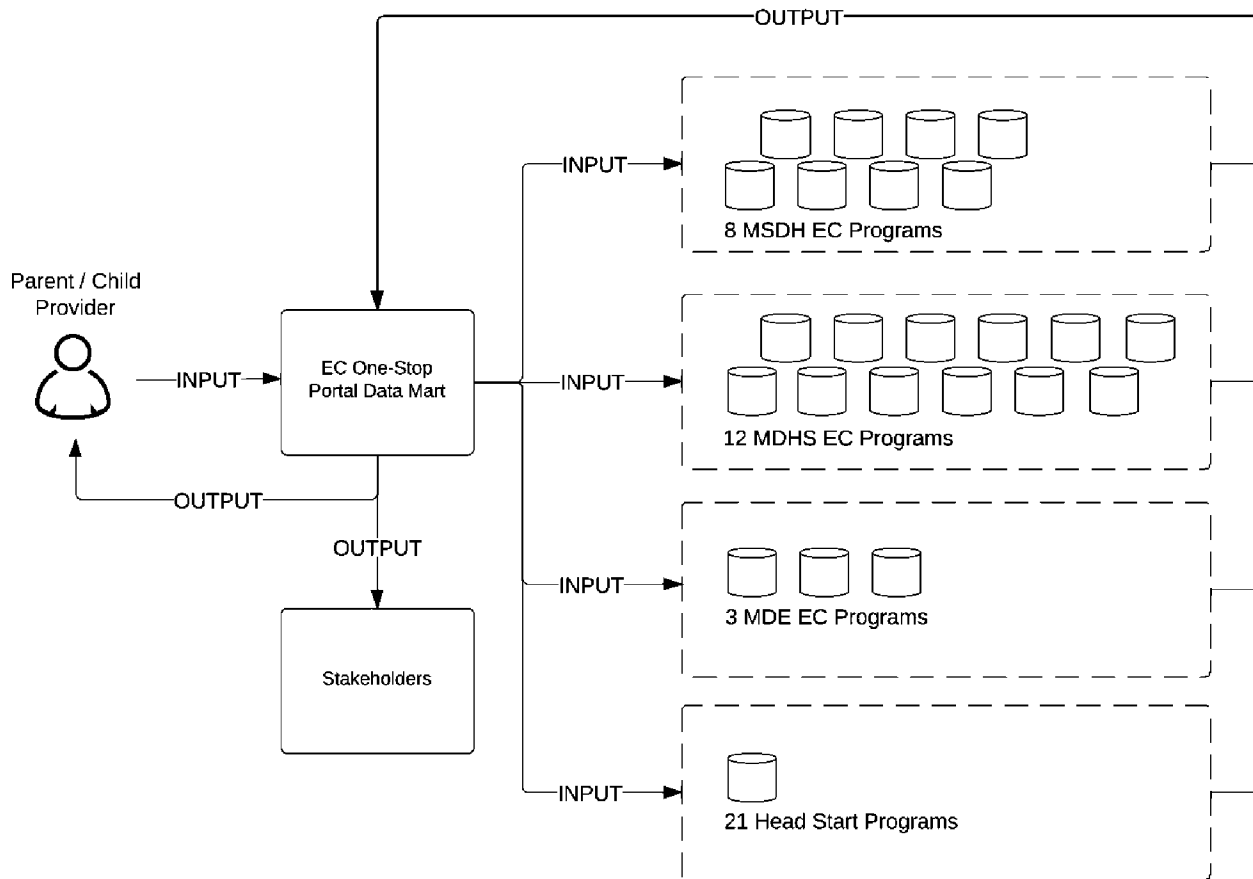 OUTPUT
INPUT
8 MSDH EC Programs
Parent / Child
Provider
INPUT
EC One-Stop
Portal Data Mart
INPUT
12 MDHS EC Programs
OUTPUT
OUTPUT
INPUT
3 MDE EC Programs
Stakeholders
INPUT
21 Head Start Programs